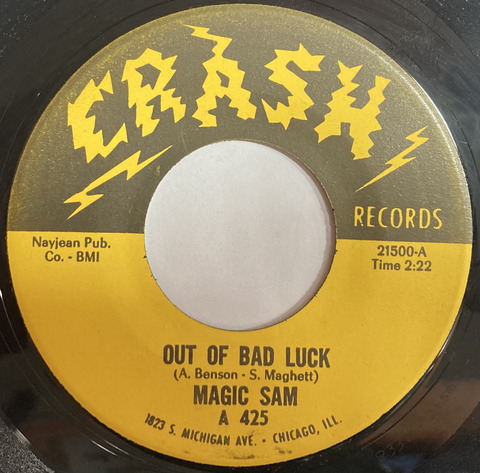 CRASH
RECORDS
Nayjean Pub.
Co. - BMI
21500-A
Time 2:22
OUT OF BAD LUCK
(A. Benson - S. Maghett)
MAGIC SAM
A 425
1823 S. MICHIGAN AVE. • CHICAGO, ILL.